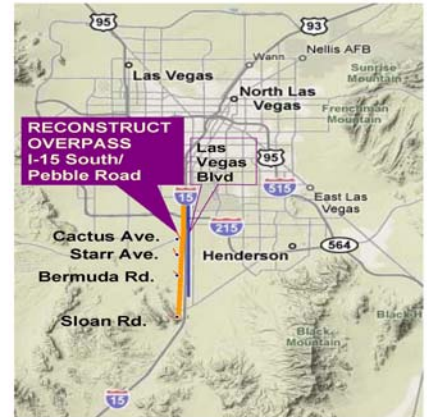 95
93
Nellis AFB
Wann
Las Vegas
Sunrise
Mountain
North Las
Vegas
Frenchman
Mountain
RECONSTRUCT
OVERPASS
I-15 South/
Pebble Road
Las
Vegas
Blvd
95
15
515
East Las
Vegas
215
Cactus Ave.
Starr Ave.
Henderson
564
Bermuda Rd.
Sloan Rd.
Black
Mountain
Black H
15